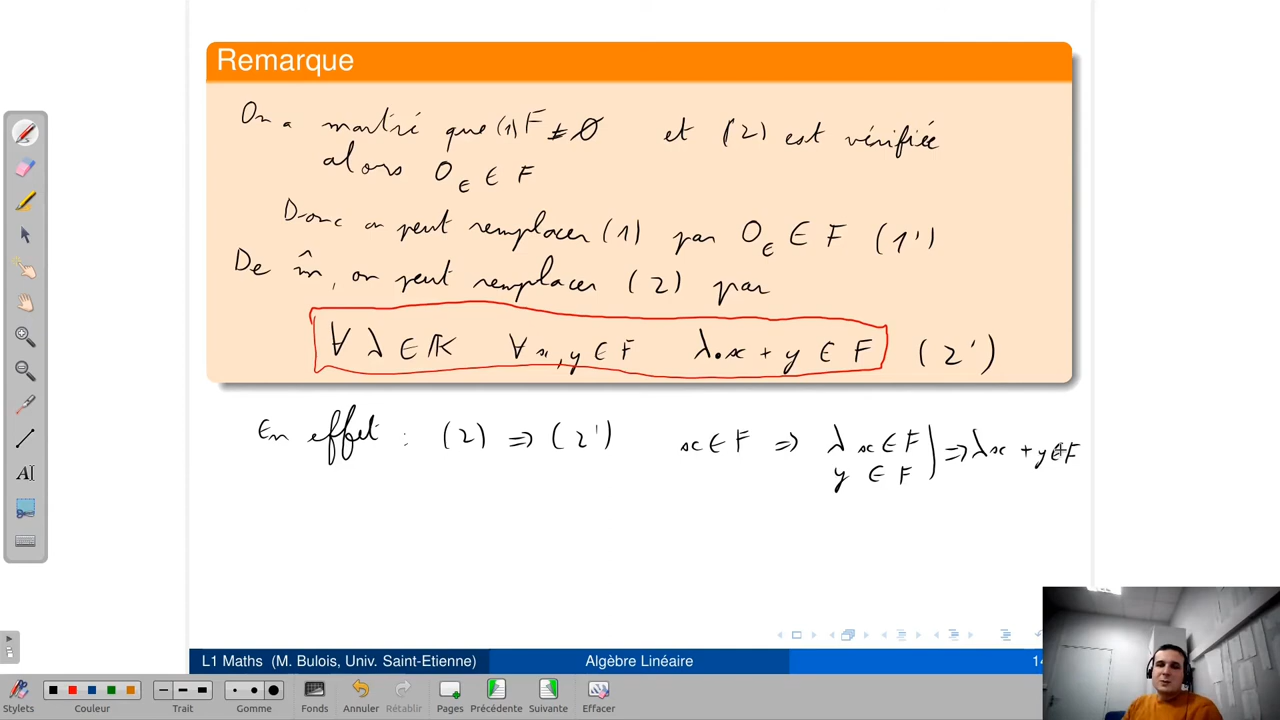 Remarque
On a montré que (1) F ≠ ∅ et (2) est vérifiée
alors 0_E ∈ F
Donc on peut remplacer (1) par 0_E ∈ F (1')
De m̂, on peut remplacer (2) par
∀ λ ∈ K ∀ x, y ∈ F λ.x + y ∈ F (2')
En effet : (2) ⇒ (2') x ∈ F ⇒ λx ∈ F ) ⇒ λx + y ∈ F
y ∈ F
L1 Maths (M. Bulois, Univ. Saint-Etienne) Algèbre Linéaire 14
Stylets Couleur Trait Gomme Fonds Annuler Rétablir Pages Précédente Suivante Effacer